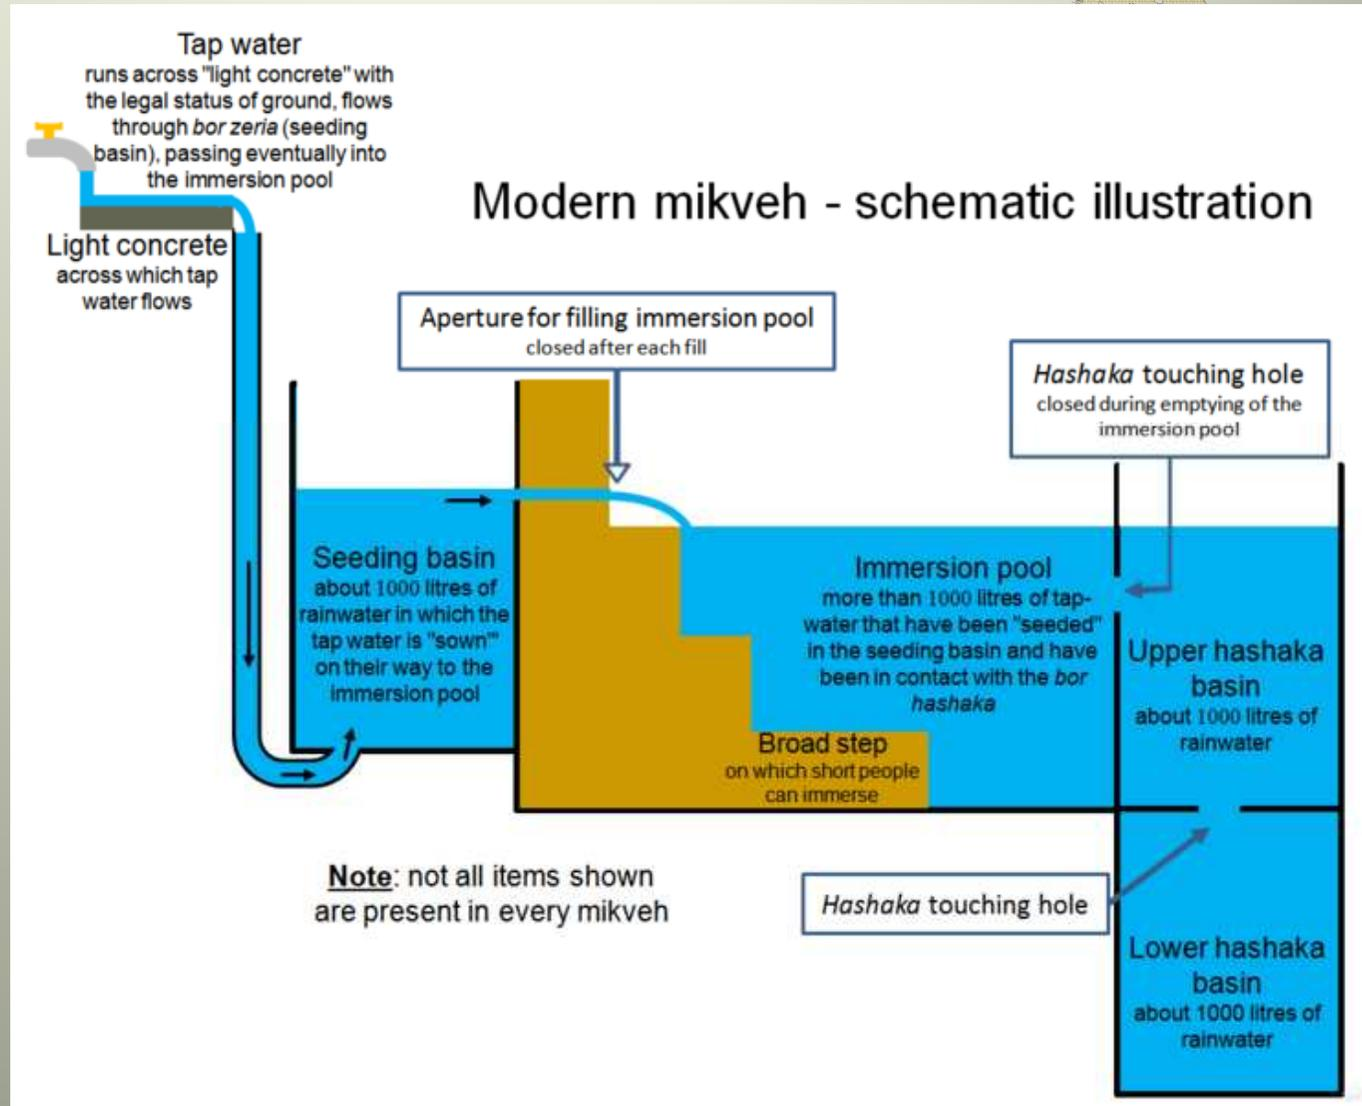 Tap water
runs across "light concrete" with
the legal status of ground, flows
through bor zeria (seeding
basin), passing eventually into
the immersion pool
Modern mikveh - schematic illustration
Light concrete
across which tap
water flows
Aperture for filling immersion pool
closed after each fill
Hashaka touching hole
closed during emptying of the
immersion pool
Seeding basin
about 1000 litres of
rainwater in which the
tap water is "sown'"
on their way to the
immersion pool
Immersion pool
more than 1000 litres of tap-
water that have been "seeded"
in the seeding basin and have
been in contact with the bor
hashaka
Upper hashaka
basin
about 1000 litres of
rainwater
Broad step
on which short people
can immerse
Note: not all items shown
are present in every mikveh
Hashaka touching hole
Lower hashaka
basin
about 1000 litres of
rainwater